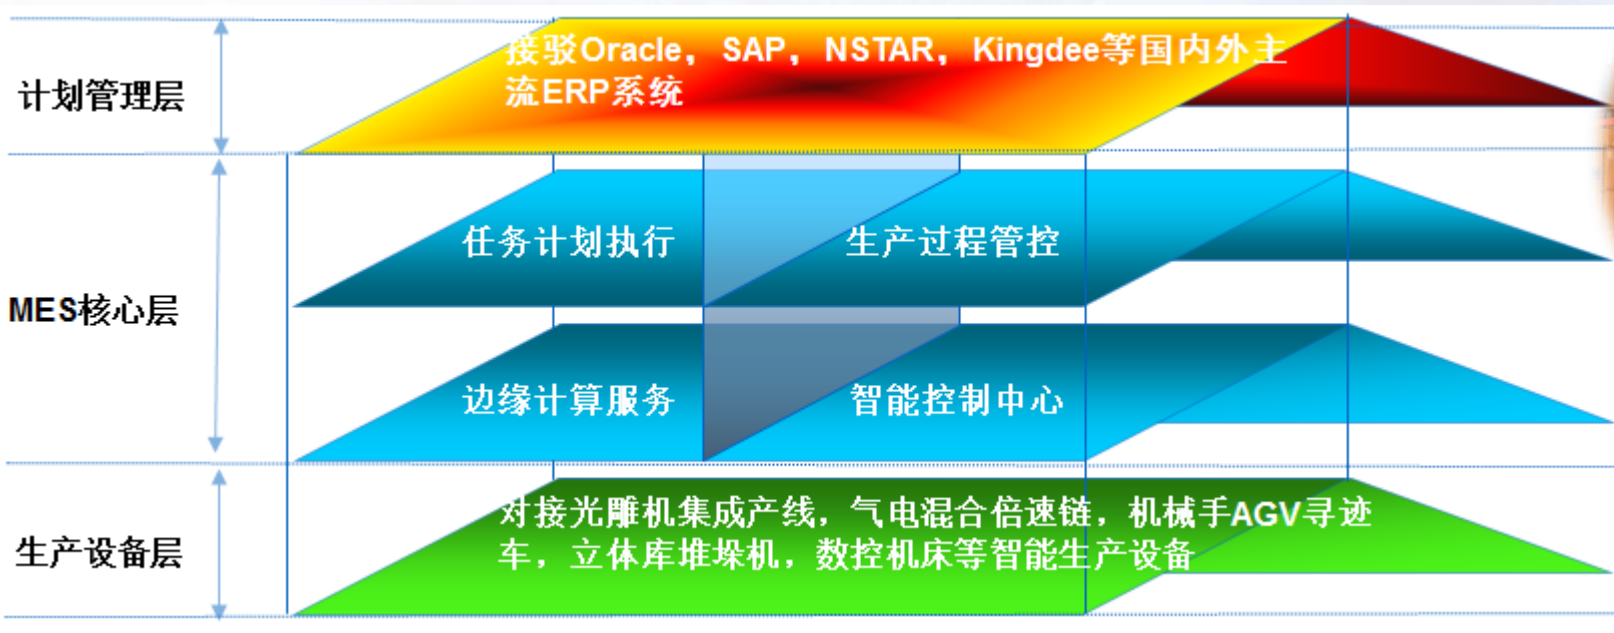 计划管理层
接驳Oracle，SAP，NSTAR，Kingdee等国内外主
流ERP系统
MES核心层
任务计划执行
生产过程管控
边缘计算服务
智能控制中心
生产设备层
对接光雕机集成产线，气电混合倍速链，机械手AGV寻迹
车，立体库堆垛机，数控机床等智能生产设备